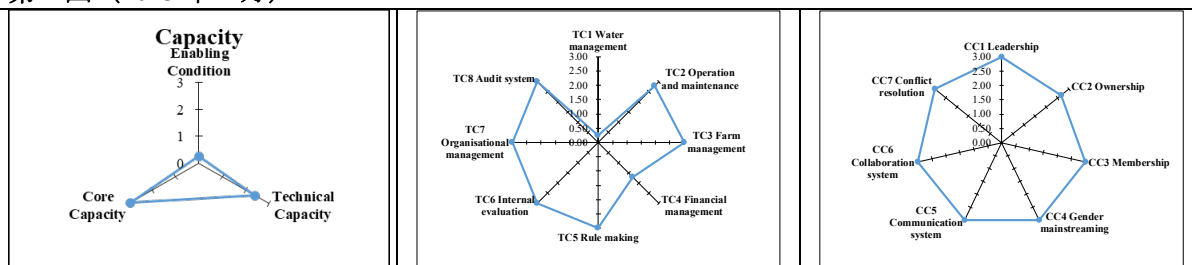 Capacity
Enabling
Condition
3
2
1
0
Core
Capacity
Technical
Capacity
TC1 Water
management
3.00
2.50
2.00
1.50
1.00
0.50
0.00
TC2 Operation
and maintenance
TC3 Farm
management
TC4 Financial
management
TC5 Rule making
TC6 Internal
evaluation
TC7
Organisational
management
TC8 Audit system
CC1 Leadership
3.00
2.50
2.00
1.50
1.00
0.50
0.00
CC2 Ownership
CC3 Membership
CC4 Gender
mainstreaming
CC5
Communication
system
CC6
Collaboration
system
CC7 Conflict
resolution